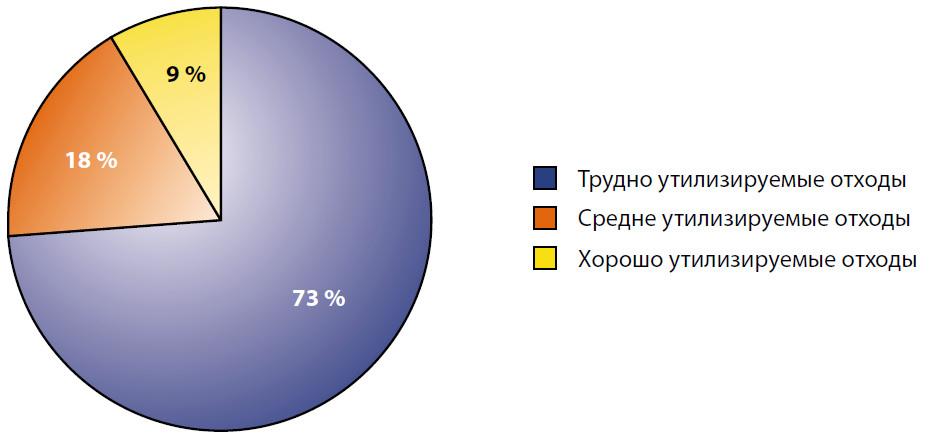 9 %
18 %
73 %
Трудно утилизируемые отходы
Средне утилизируемые отходы
Хорошо утилизируемые отходы